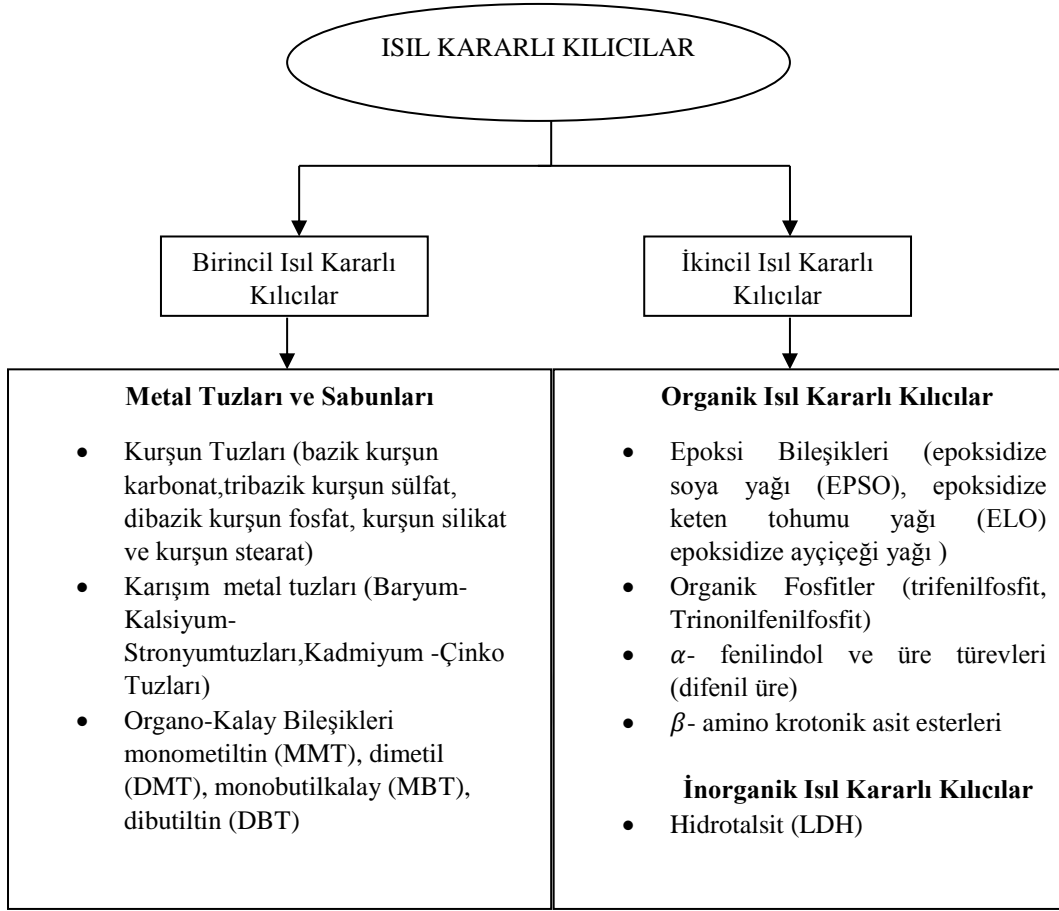 ISIL KARARLI KILICILAR
Birincil Isıl Kararlı
Kılıcılar
İkincil Isıl Kararlı
Kılıcılar
Metal Tuzları ve Sabunları
• Kurşun Tuzları (bazik kurşun
karbonat,tribazik kurşun sülfat,
dibazik kurşun fosfat, kurşun silikat
ve kurşun stearat)
• Karışım metal tuzları (Baryum-
Kalsiyum-
Stronyumtuzları,Kadmiyum -Çinko
Tuzları)
• Organo-Kalay Bileşikleri
monometiltin (MMT), dimetil
(DMT), monobutilkalay (MBT),
dibutiltin (DBT)
Organik Isıl Kararlı Kılıcılar
• Epoksi Bileşikleri (epoksidize
soya yağı (EPSO), epoksidize
keten tohumu yağı (ELO)
epoksidize ayçiçeği yağı )
• Organik Fosfitler (trifenilfosfit,
Trinonilfenilfosfit)
• α- fenilindol ve üre türevleri
(difenil üre)
• β- amino krotonik asit esterleri
İnorganik Isıl Kararlı Kılıcılar
• Hidrotalsit (LDH)